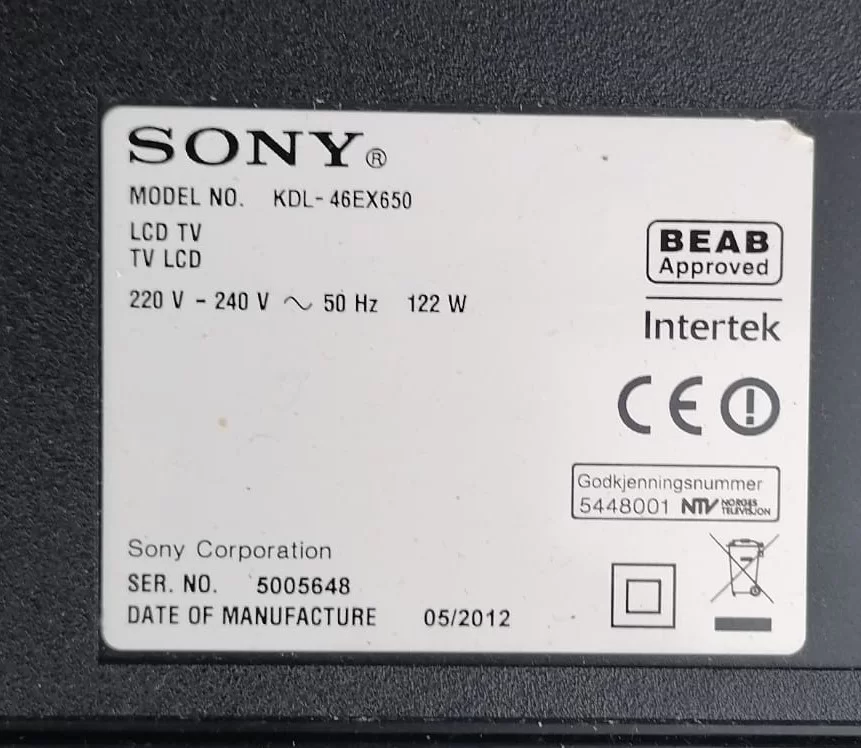 SONY®
MODEL NO. KDL-46EX650
LCD TV
TV LCD
220 V - 240 V ~ 50 Hz 122 W
BEAB
Approved
Intertek
CE
Godkjenningsnummer
5448001 NTV NORGES TELEVISJON
Sony Corporation
SER. NO. 5005648
DATE OF MANUFACTURE 05/2012